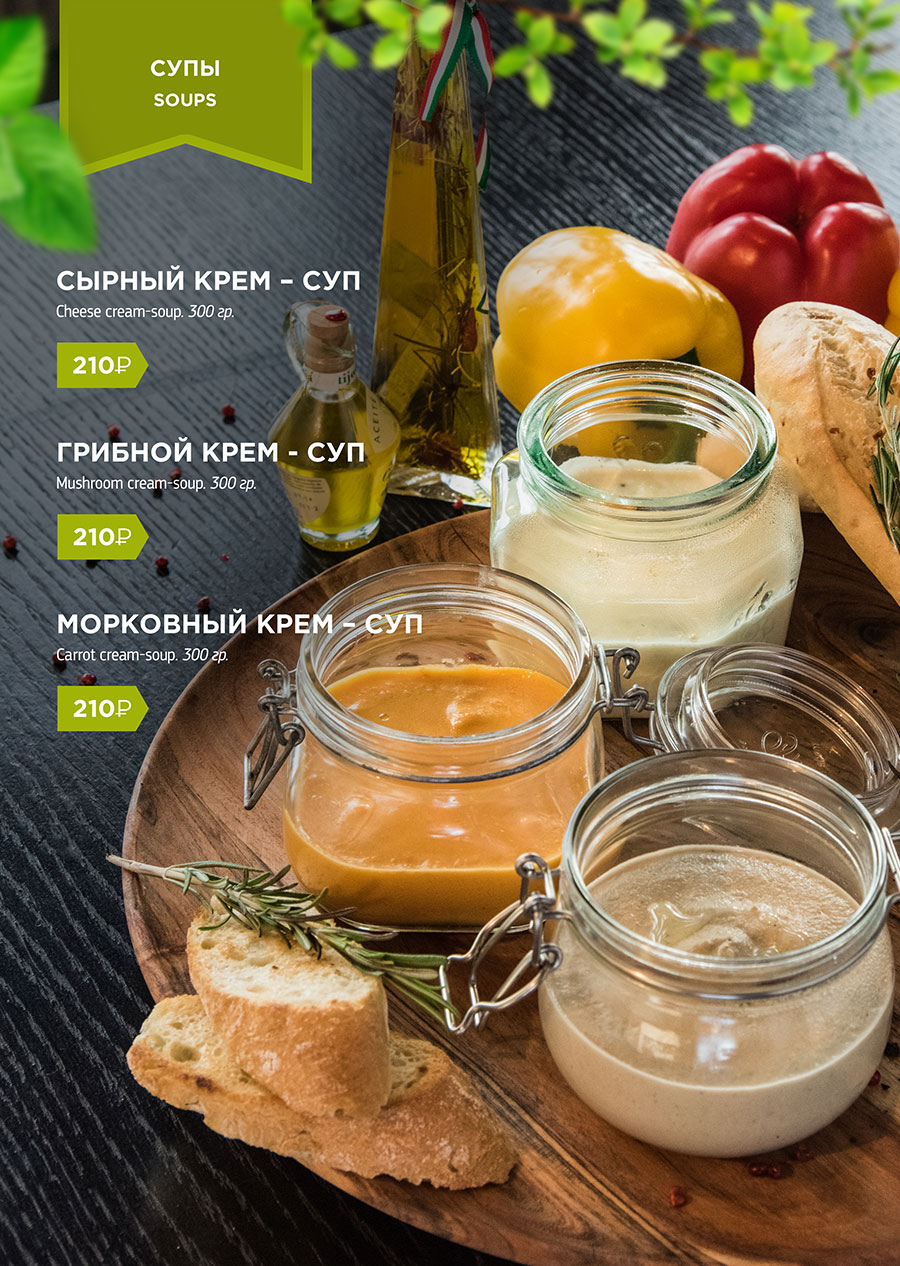 СУПЫ
SOUPS
СЫРНЫЙ КРЕМ – СУП
Cheese cream-soup. 300 гр.
210₽
ГРИБНОЙ КРЕМ - СУП
Mushroom cream-soup. 300 гр.
210₽
МОРКОВНЫЙ КРЕМ – СУП
Carrot cream-soup. 300 гр.
210₽
ACEITE